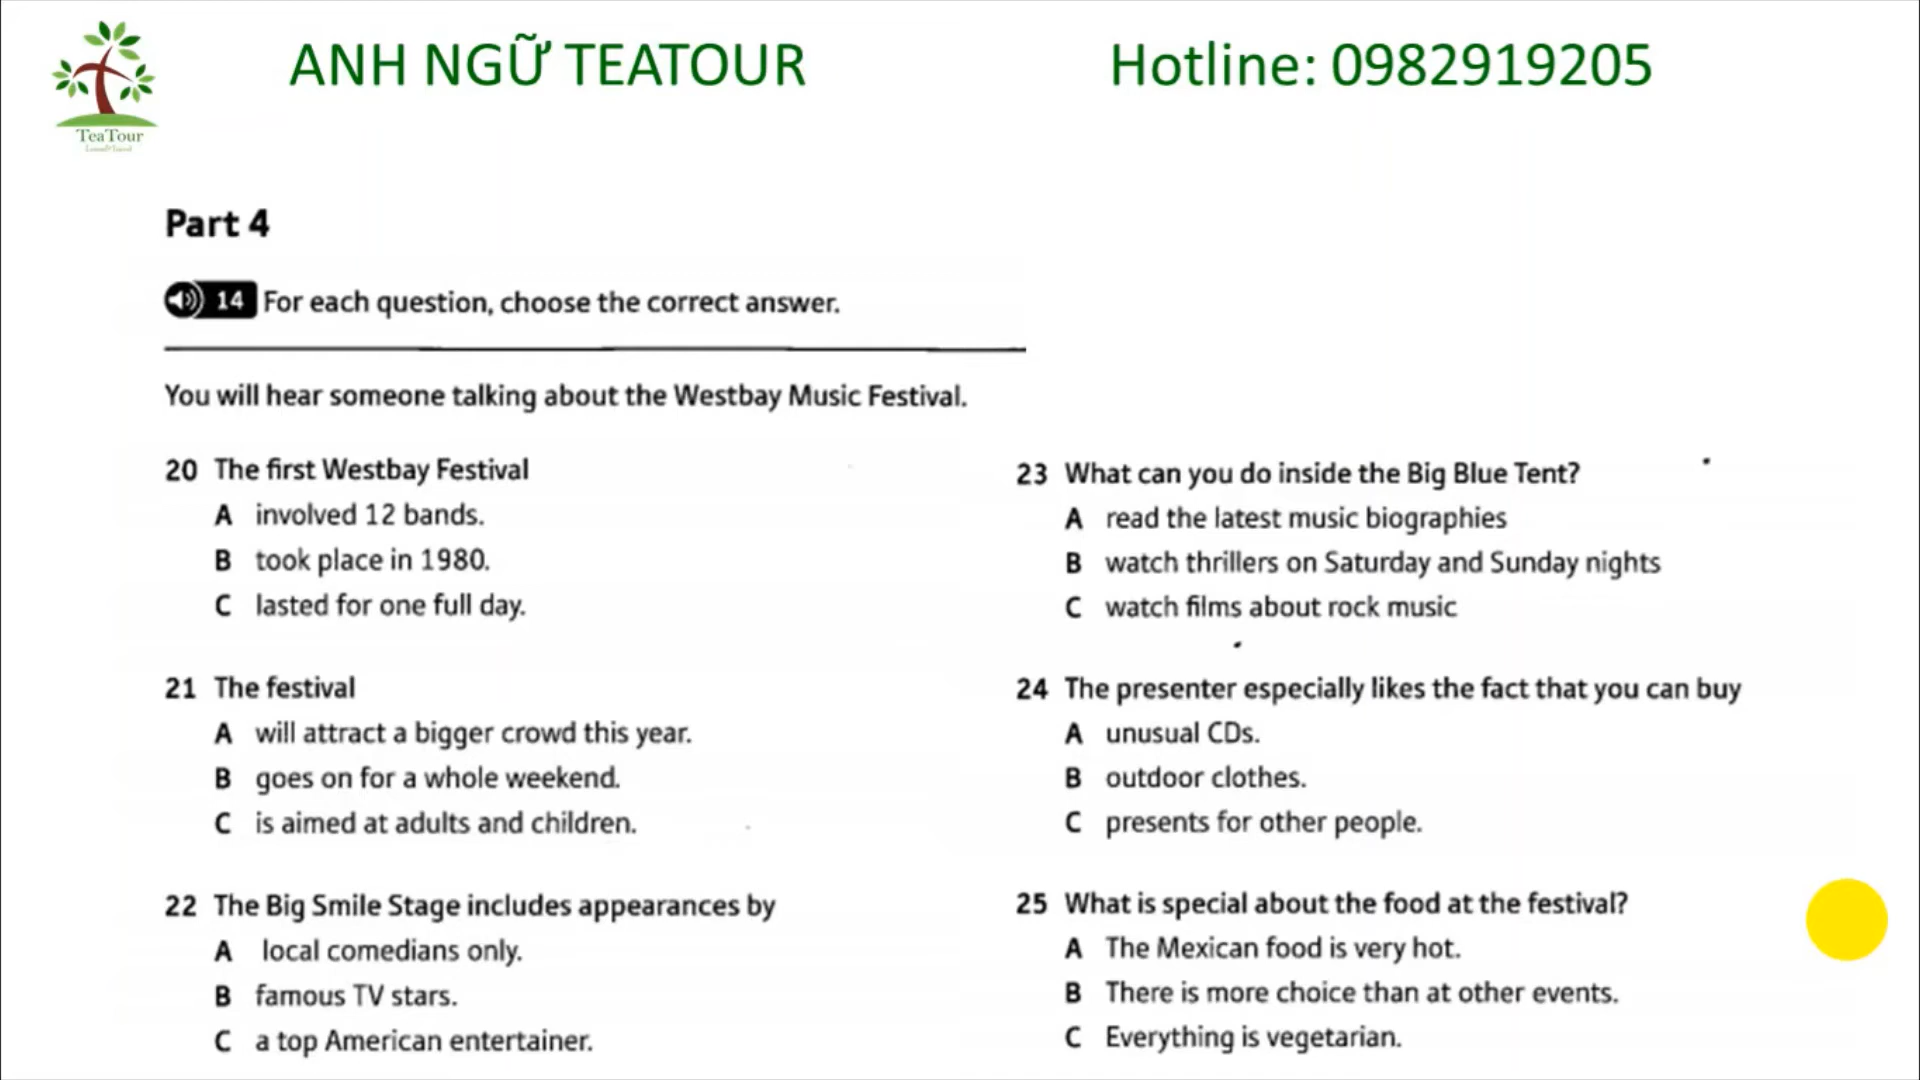 ANH NGỮ TEATOUR
Hotline: 0982919205
TeaTour
Part 4
14 For each question, choose the correct answer.
You will hear someone talking about the Westbay Music Festival.
20 The first Westbay Festival
A involved 12 bands.
B took place in 1980.
C lasted for one full day.
21 The festival
A will attract a bigger crowd this year.
B goes on for a whole weekend.
C is aimed at adults and children.
22 The Big Smile Stage includes appearances by
A local comedians only.
B famous TV stars.
C a top American entertainer.
23 What can you do inside the Big Blue Tent?
A read the latest music biographies
B watch thrillers on Saturday and Sunday nights
C watch films about rock music
24 The presenter especially likes the fact that you can buy
A unusual CDs.
B outdoor clothes.
C presents for other people.
25 What is special about the food at the festival?
A The Mexican food is very hot.
B There is more choice than at other events.
C Everything is vegetarian.